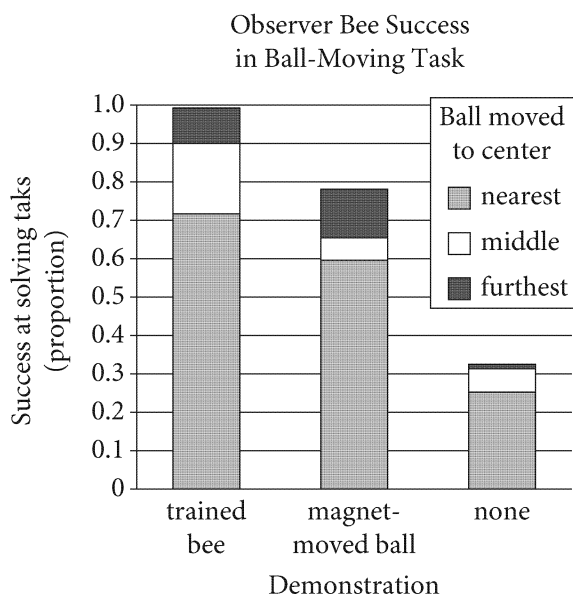 Observer Bee Success
in Ball-Moving Task
1.0
0.9
0.8
0.7
0.6
0.5
0.4
0.3
0.2
0.1
0
Success at solving taks
(proportion)
Ball moved
to center
nearest
middle
furthest
trained
bee
magnet-
moved ball
none
Demonstration